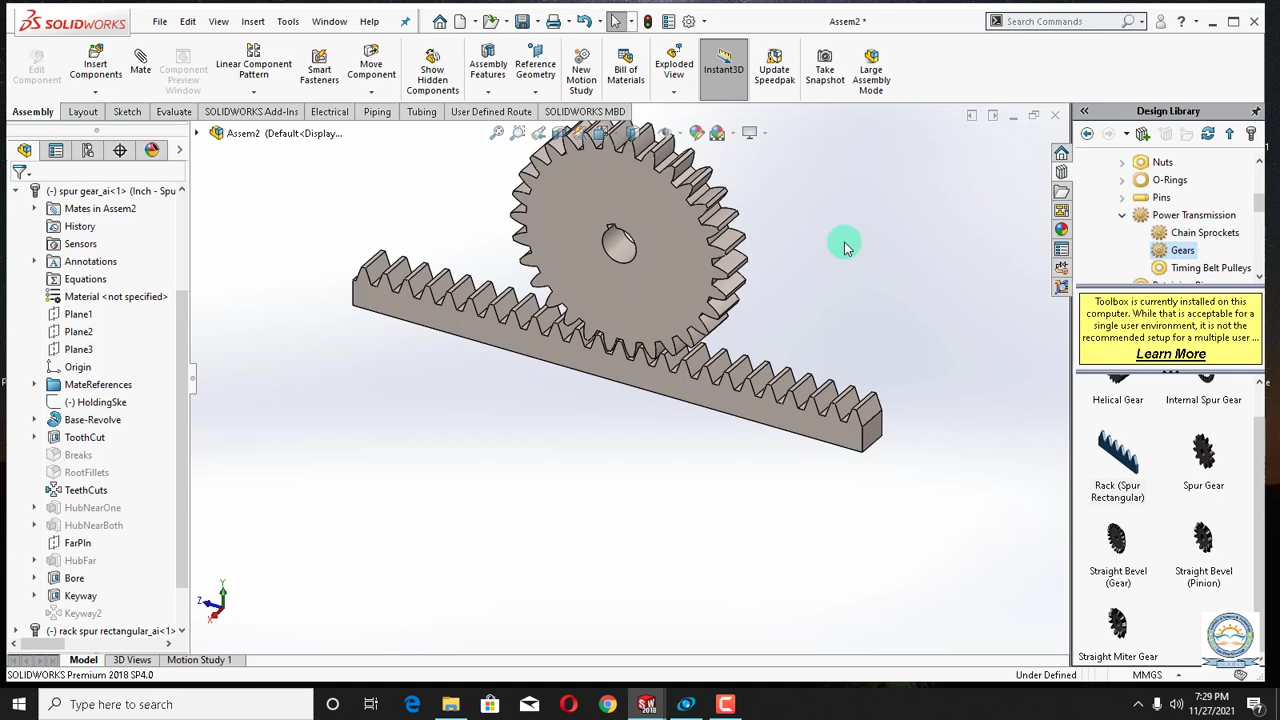 SOLIDWORKS
File Edit View Insert Tools Window Help
Assem2 *
Search Commands
Edit Component
Insert Components
Mate
Component Preview Window
Linear Component Pattern
Smart Fasteners
Move Component
Show Hidden Components
Assembly Features
Reference Geometry
New Motion Study
Bill of Materials
Exploded View
Instant3D
Update Speedpak
Take Snapshot
Large Assembly Mode
Assembly Layout Sketch Evaluate SOLIDWORKS Add-Ins Electrical Piping Tubing User Defined Route SOLIDWORKS MBD
Design Library
Assem2 (Default<Display...
(-) spur gear_ai<1> (Inch - Spu
Mates in Assem2
History
Sensors
Annotations
Equations
Material <not specified>
Plane1
Plane2
Plane3
Origin
MateReferences
(-) HoldingSke
Base-Revolve
ToothCut
Breaks
RootFillets
TeethCuts
HubNearOne
HubNearBoth
FarPln
HubFar
Bore
Keyway
Keyway2
(-) rack spur rectangular_ai<1>
Nuts
O-Rings
Pins
Power Transmission
Chain Sprockets
Gears
Timing Belt Pulleys
Toolbox is currently installed on this
computer. While that is acceptable for a
single user environment, it is not the
recommended setup for a multiple user ...
Learn More
Helical Gear
Internal Spur Gear
Rack (Spur
Rectangular)
Spur Gear
Straight Bevel
(Gear)
Straight Bevel
(Pinion)
Straight Miter Gear
Z
Y
X
Model 3D Views Motion Study 1
SOLIDWORKS Premium 2018 SP4.0
Under Defined
MMGS
Type here to search
SW
2018
7:29 PM
11/27/2021